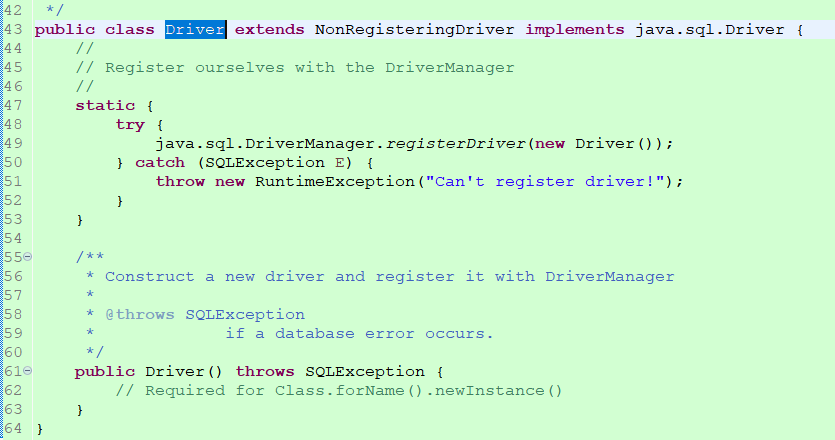 42  */
43 public class Driver extends NonRegisteringDriver implements java.sql.Driver {
44     //
45     // Register ourselves with the DriverManager
46     //
47     static {
48         try {
49             java.sql.DriverManager.registerDriver(new Driver());
50         } catch (SQLException E) {
51             throw new RuntimeException("Can't register driver!");
52         }
53     }
54
55     /**
56      * Construct a new driver and register it with DriverManager
57      *
58      * @throws SQLException
59      *             if a database error occurs.
60      */
61     public Driver() throws SQLException {
62         // Required for Class.forName().newInstance()
63     }
64 }